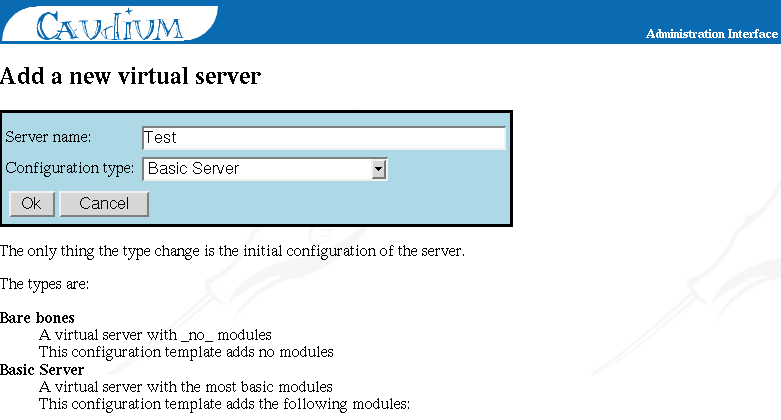 CAUDIUM
Administration Interface
Add a new virtual server
Server name: Test
Configuration type: Basic Server
Ok Cancel
The only thing the type change is the initial configuration of the server.
The types are:
Bare bones
A virtual server with _no_ modules
This configuration template adds no modules
Basic Server
A virtual server with the most basic modules
This configuration template adds the following modules: